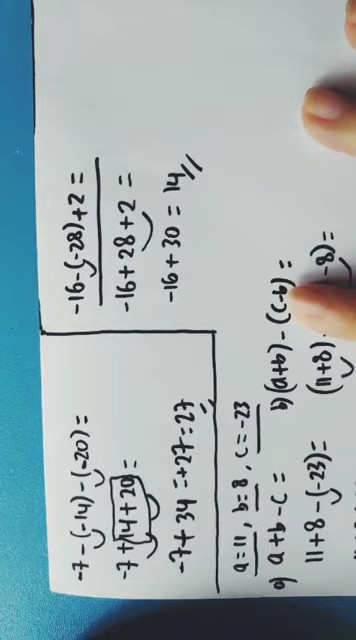 -7-(-14)-(-20)=
-7+14+20=
-7+34=+27=27
-16-(-28)+2=
-16+28+2=
-16+30=14//
a=11, b=8, c=-23
a) a+b-c=
11+8-(-23)=
b) (a+b)-(c-b)=
(11+8)- -8)=